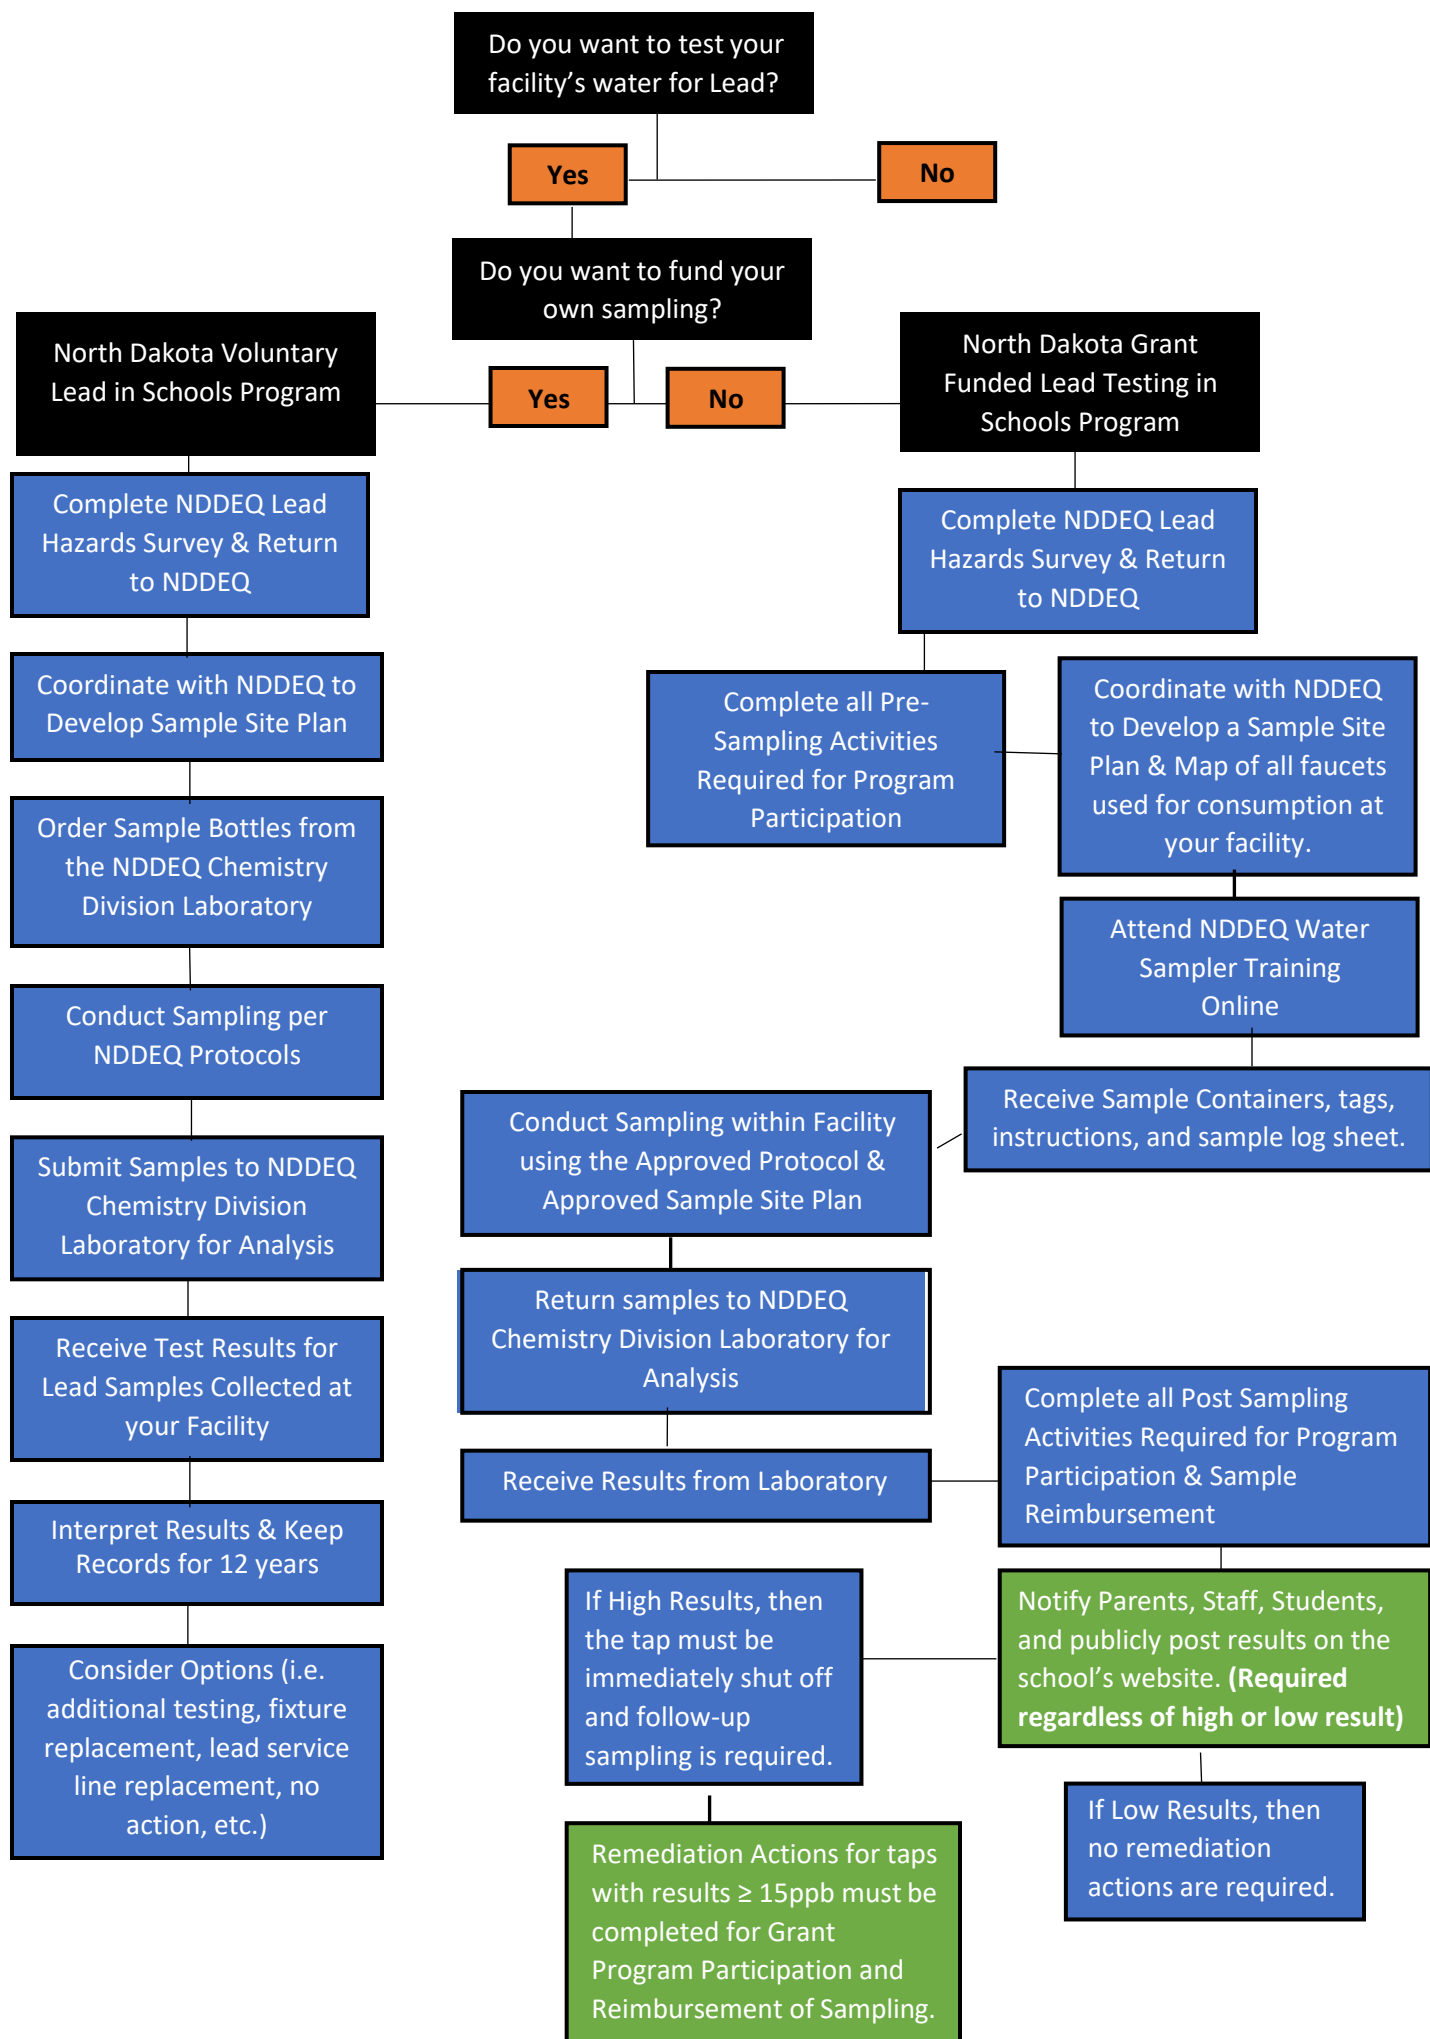 Do you want to test your
facility’s water for Lead?
Yes
No
Do you want to fund your
own sampling?
Yes
No
North Dakota Voluntary
Lead in Schools Program
Complete NDDEQ Lead
Hazards Survey & Return
to NDDEQ
Coordinate with NDDEQ to
Develop Sample Site Plan
Order Sample Bottles from
the NDDEQ Chemistry
Division Laboratory
Conduct Sampling per
NDDEQ Protocols
Submit Samples to NDDEQ
Chemistry Division
Laboratory for Analysis
Receive Test Results for
Lead Samples Collected at
your Facility
Interpret Results & Keep
Records for 12 years
Consider Options (i.e.
additional testing, fixture
replacement, lead service
line replacement, no
action, etc.)
North Dakota Grant
Funded Lead Testing in
Schools Program
Complete NDDEQ Lead
Hazards Survey & Return
to NDDEQ
Complete all Pre-
Sampling Activities
Required for Program
Participation
Coordinate with NDDEQ
to Develop a Sample Site
Plan & Map of all faucets
used for consumption at
your facility.
Attend NDDEQ Water
Sampler Training
Online
Receive Sample Containers, tags,
instructions, and sample log sheet.
Conduct Sampling within Facility
using the Approved Protocol &
Approved Sample Site Plan
Return samples to NDDEQ
Chemistry Division Laboratory for
Analysis
Receive Results from Laboratory
Complete all Post Sampling
Activities Required for Program
Participation & Sample
Reimbursement
Notify Parents, Staff, Students,
and publicly post results on the
school’s website. (Required
regardless of high or low result)
If High Results, then
the tap must be
immediately shut off
and follow-up
sampling is required.
Remediation Actions for taps
with results ≥ 15ppb must be
completed for Grant
Program Participation and
Reimbursement of Sampling.
If Low Results, then
no remediation
actions are required.